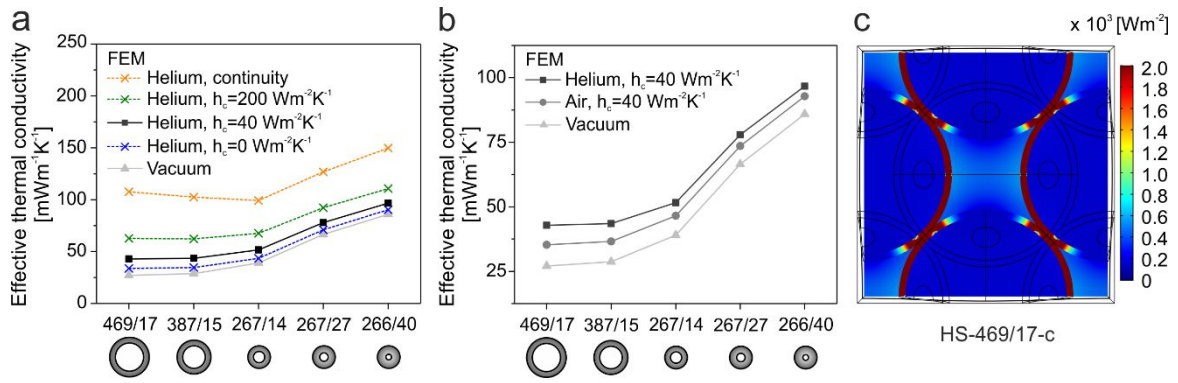 a
Effective thermal conductivity
[mWm⁻¹K⁻¹]
250
200
150
100
50
0
FEM
Helium, continuity
Helium, h_c=200 Wm⁻²K⁻¹
Helium, h_c=40 Wm⁻²K⁻¹
Helium, h_c=0 Wm⁻²K⁻¹
Vacuum
469/17 387/15 267/14 267/27 266/40
b
Effective thermal conductivity
[mWm⁻¹K⁻¹]
100
75
50
25
FEM
Helium, h_c=40 Wm⁻²K⁻¹
Air, h_c=40 Wm⁻²K⁻¹
Vacuum
469/17 387/15 267/14 267/27 266/40
c
x 10³ [Wm⁻²]
2.0
1.8
1.6
1.4
1.2
1.0
0.8
0.6
0.4
0.2
0
HS-469/17-c